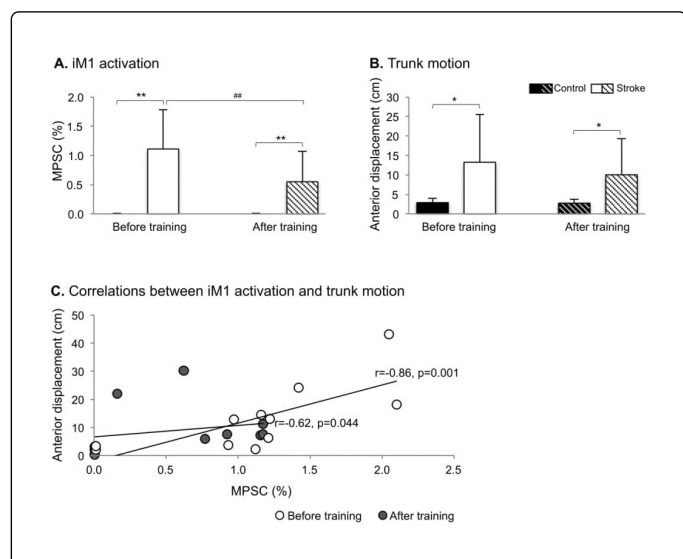 A. iM1 activation
MPSC (%)
2.0
1.5
1.0
0.5
0.0
**
##
**
Before training
After training
B. Trunk motion
Control
Stroke
Anterior displacement (cm)
30
25
20
15
10
5
0
*
*
Before training
After training
C. Correlations between iM1 activation and trunk motion
Anterior displacement (cm)
50
40
30
20
10
0
r=-0.86, p=0.001
r=-0.62, p=0.044
0.0 0.5 1.0 1.5 2.0 2.5
MPSC (%)
Before training After training